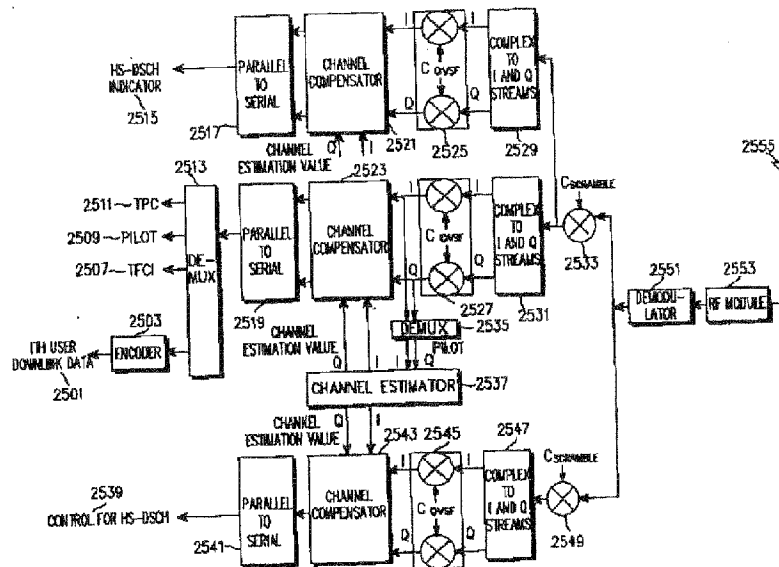 HS-DSCH
INDICATOR
2515
PARALLEL
TO
SERIAL
2517
CHANNEL
COMPENSATOR
2521
I
Q
C OVSF
2525
I
Q
COMPLEX
TO
I AND Q
STREAMS
2529
CHANNEL
ESTIMATION VALUE
Q
I
2513
2511
TPC
2509
PILOT
2507
TFCI
DE-
MUX
2503
ENCODER
ITH USER
DOWNLINK DATA
2501
PARALLEL
TO
SERIAL
2519
2523
CHANNEL
COMPENSATOR
CHANNEL
ESTIMATION VALUE
Q
I
I
Q
C OVSF
2527
I
Q
I
Q
DEMUX
2535
PILOT
I
Q
COMPLEX
TO
I AND Q
STREAMS
2531
C SCRAMBLE
2533
2551
DEMODU-
LATOR
2553
RF MODULE
2555
CHANNEL ESTIMATOR
2537
CHANNEL
ESTIMATION VALUE
Q
I
2539
CONTROL FOR HS-DSCH
PARALLEL
TO
SERIAL
2541
2543
CHANNEL
COMPENSATOR
I
Q
2545
C OVSF
I
Q
2547
COMPLEX
TO
I AND Q
STREAMS
C SCRAMBLE
2549